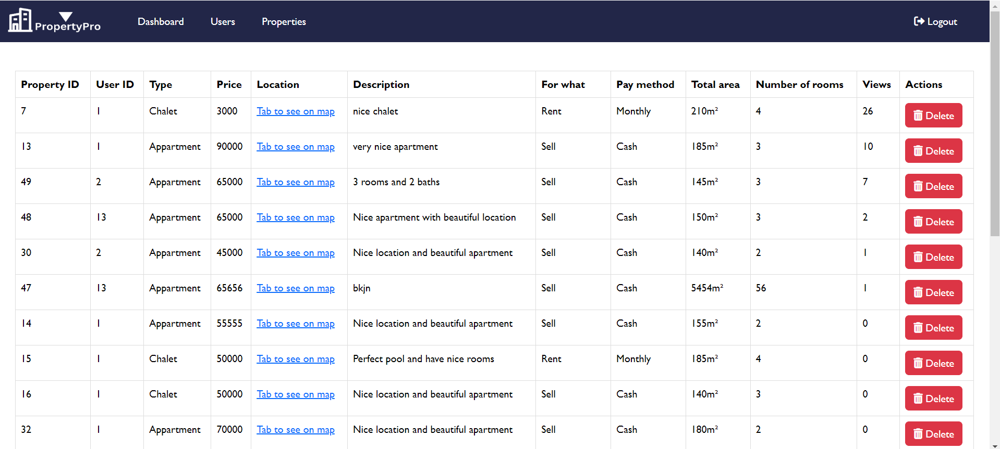 PropertyPro Dashboard Users Properties Logout
Property ID User ID Type Price Location Description For what Pay method Total area Number of rooms Views Actions
7 1 Chalet 3000 Tab to see on map nice chalet Rent Monthly 210m² 4 26 Delete
13 1 Appartment 90000 Tab to see on map very nice apartment Sell Cash 185m² 3 10 Delete
49 2 Appartment 65000 Tab to see on map 3 rooms and 2 baths Sell Cash 145m² 3 7 Delete
48 13 Appartment 65000 Tab to see on map Nice apartment with beautiful location Sell Cash 150m² 3 2 Delete
30 2 Appartment 45000 Tab to see on map Nice location and beautiful apartment Sell Cash 140m² 2 1 Delete
47 13 Appartment 65656 Tab to see on map bkjn Sell Cash 5454m² 56 1 Delete
14 1 Appartment 55555 Tab to see on map Nice location and beautiful apartment Sell Cash 155m² 2 0 Delete
15 1 Chalet 50000 Tab to see on map Perfect pool and have nice rooms Rent Monthly 185m² 4 0 Delete
16 1 Chalet 50000 Tab to see on map Nice location and beautiful apartment Sell Cash 140m² 3 0 Delete
32 1 Appartment 70000 Tab to see on map Nice location and beautiful apartment Sell Cash 180m² 2 0 Delete